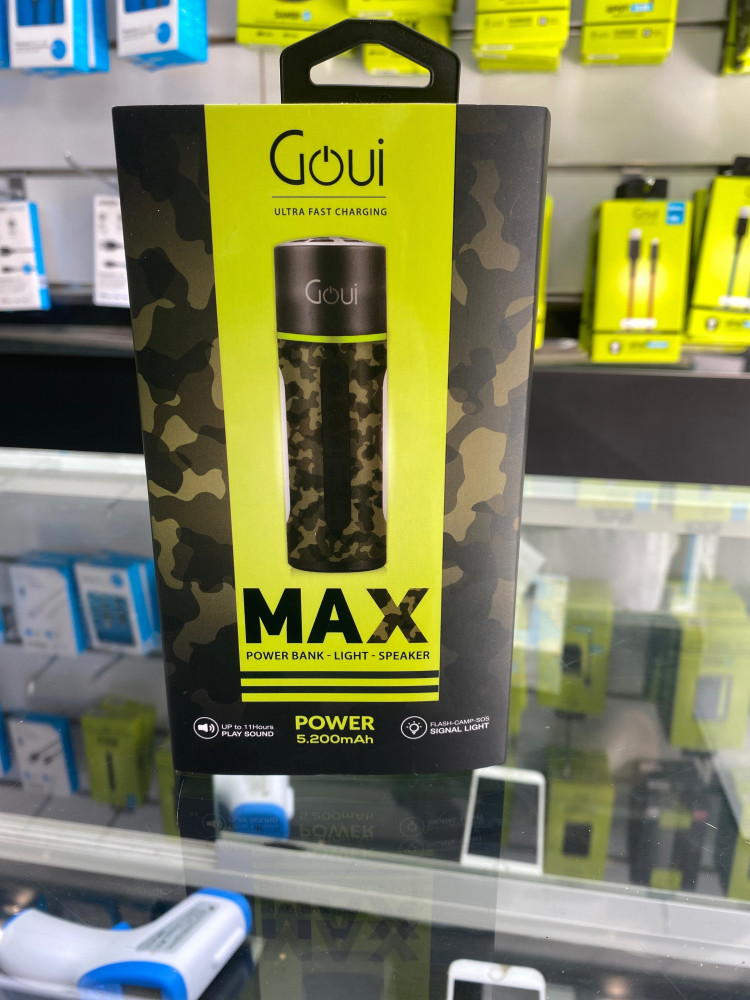 Goui
ULTRA FAST CHARGING
Goui
MAX
POWER BANK - LIGHT - SPEAKER
UP to 11Hours
PLAY SOUND
POWER
5.200mAh
FLASH-CAMP-SOS
SIGNAL LIGHT
Goui